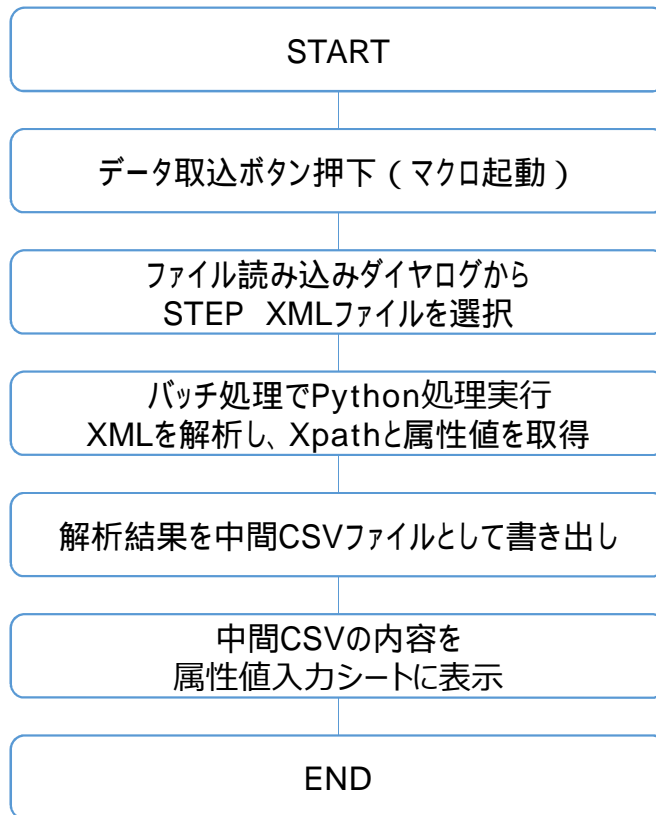 START
データ取込ボタン押下(マクロ起動)
ファイル読み込みダイヤログから
STEP XMLファイルを選択
バッチ処理でPython処理実行
XMLを解析し、Xpathと属性値を取得
解析結果を中間CSVファイルとして書き出し
中間CSVの内容を
属性値入力シートに表示
END